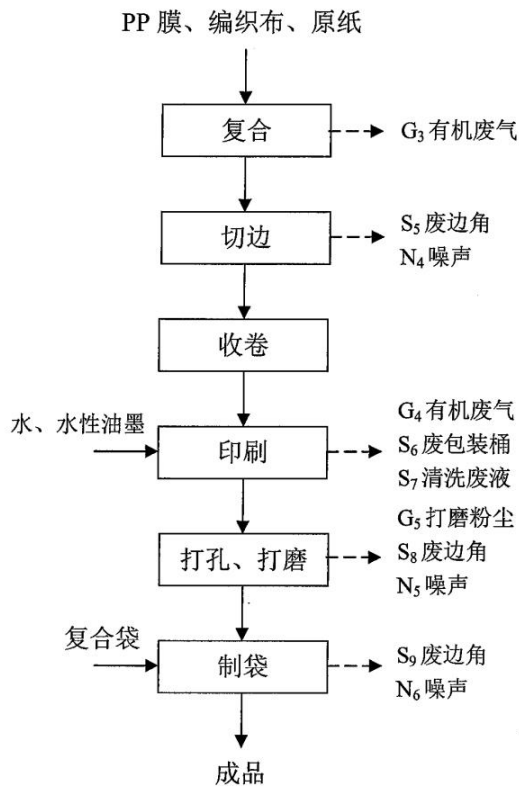 PP 膜、编织布、原纸
复合
G₃ 有机废气
切边
S₅ 废边角
N₄ 噪声
收卷
水、水性油墨
印刷
G₄ 有机废气
S₆ 废包装桶
S₇ 清洗废液
打孔、打磨
G₅ 打磨粉尘
S₈ 废边角
N₅ 噪声
复合袋
制袋
S₉ 废边角
N₆ 噪声
成品